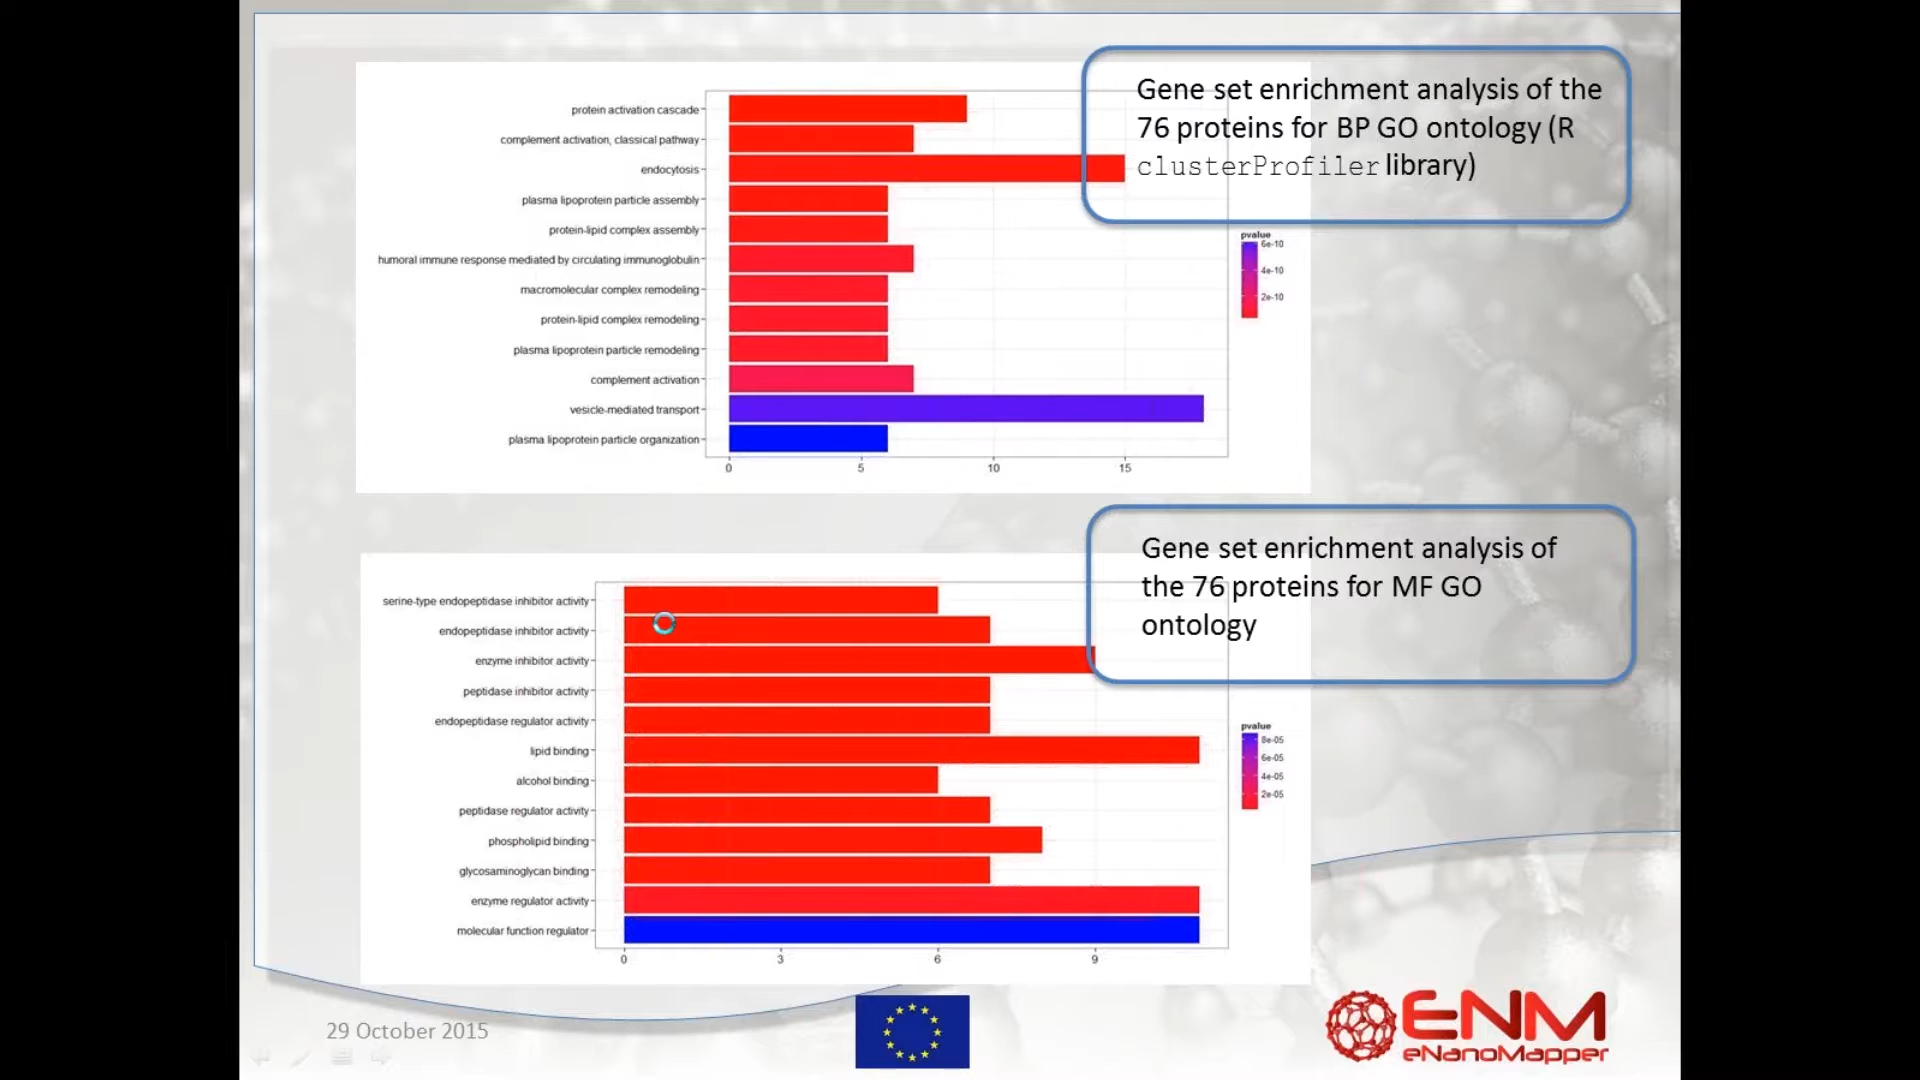 Gene set enrichment analysis of the
76 proteins for BP GO ontology (R
clusterProfiler library)
protein activation cascade
complement activation, classical pathway
endocytosis
plasma lipoprotein particle assembly
protein-lipid complex assembly
humoral immune response mediated by circulating immunoglobulin
macromolecular complex remodeling
protein-lipid complex remodeling
plasma lipoprotein particle remodeling
complement activation
vesicle-mediated transport
plasma lipoprotein particle organization
0 5 10 15
pvalue
6e-10
4e-10
2e-10
Gene set enrichment analysis of
the 76 proteins for MF GO
ontology
serine-type endopeptidase inhibitor activity
endopeptidase inhibitor activity
enzyme inhibitor activity
peptidase inhibitor activity
endopeptidase regulator activity
lipid binding
alcohol binding
peptidase regulator activity
phospholipid binding
glycosaminoglycan binding
enzyme regulator activity
molecular function regulator
0 3 6 9
pvalue
8e-05
6e-05
4e-05
2e-05
29 October 2015
ENM
eNanoMapper